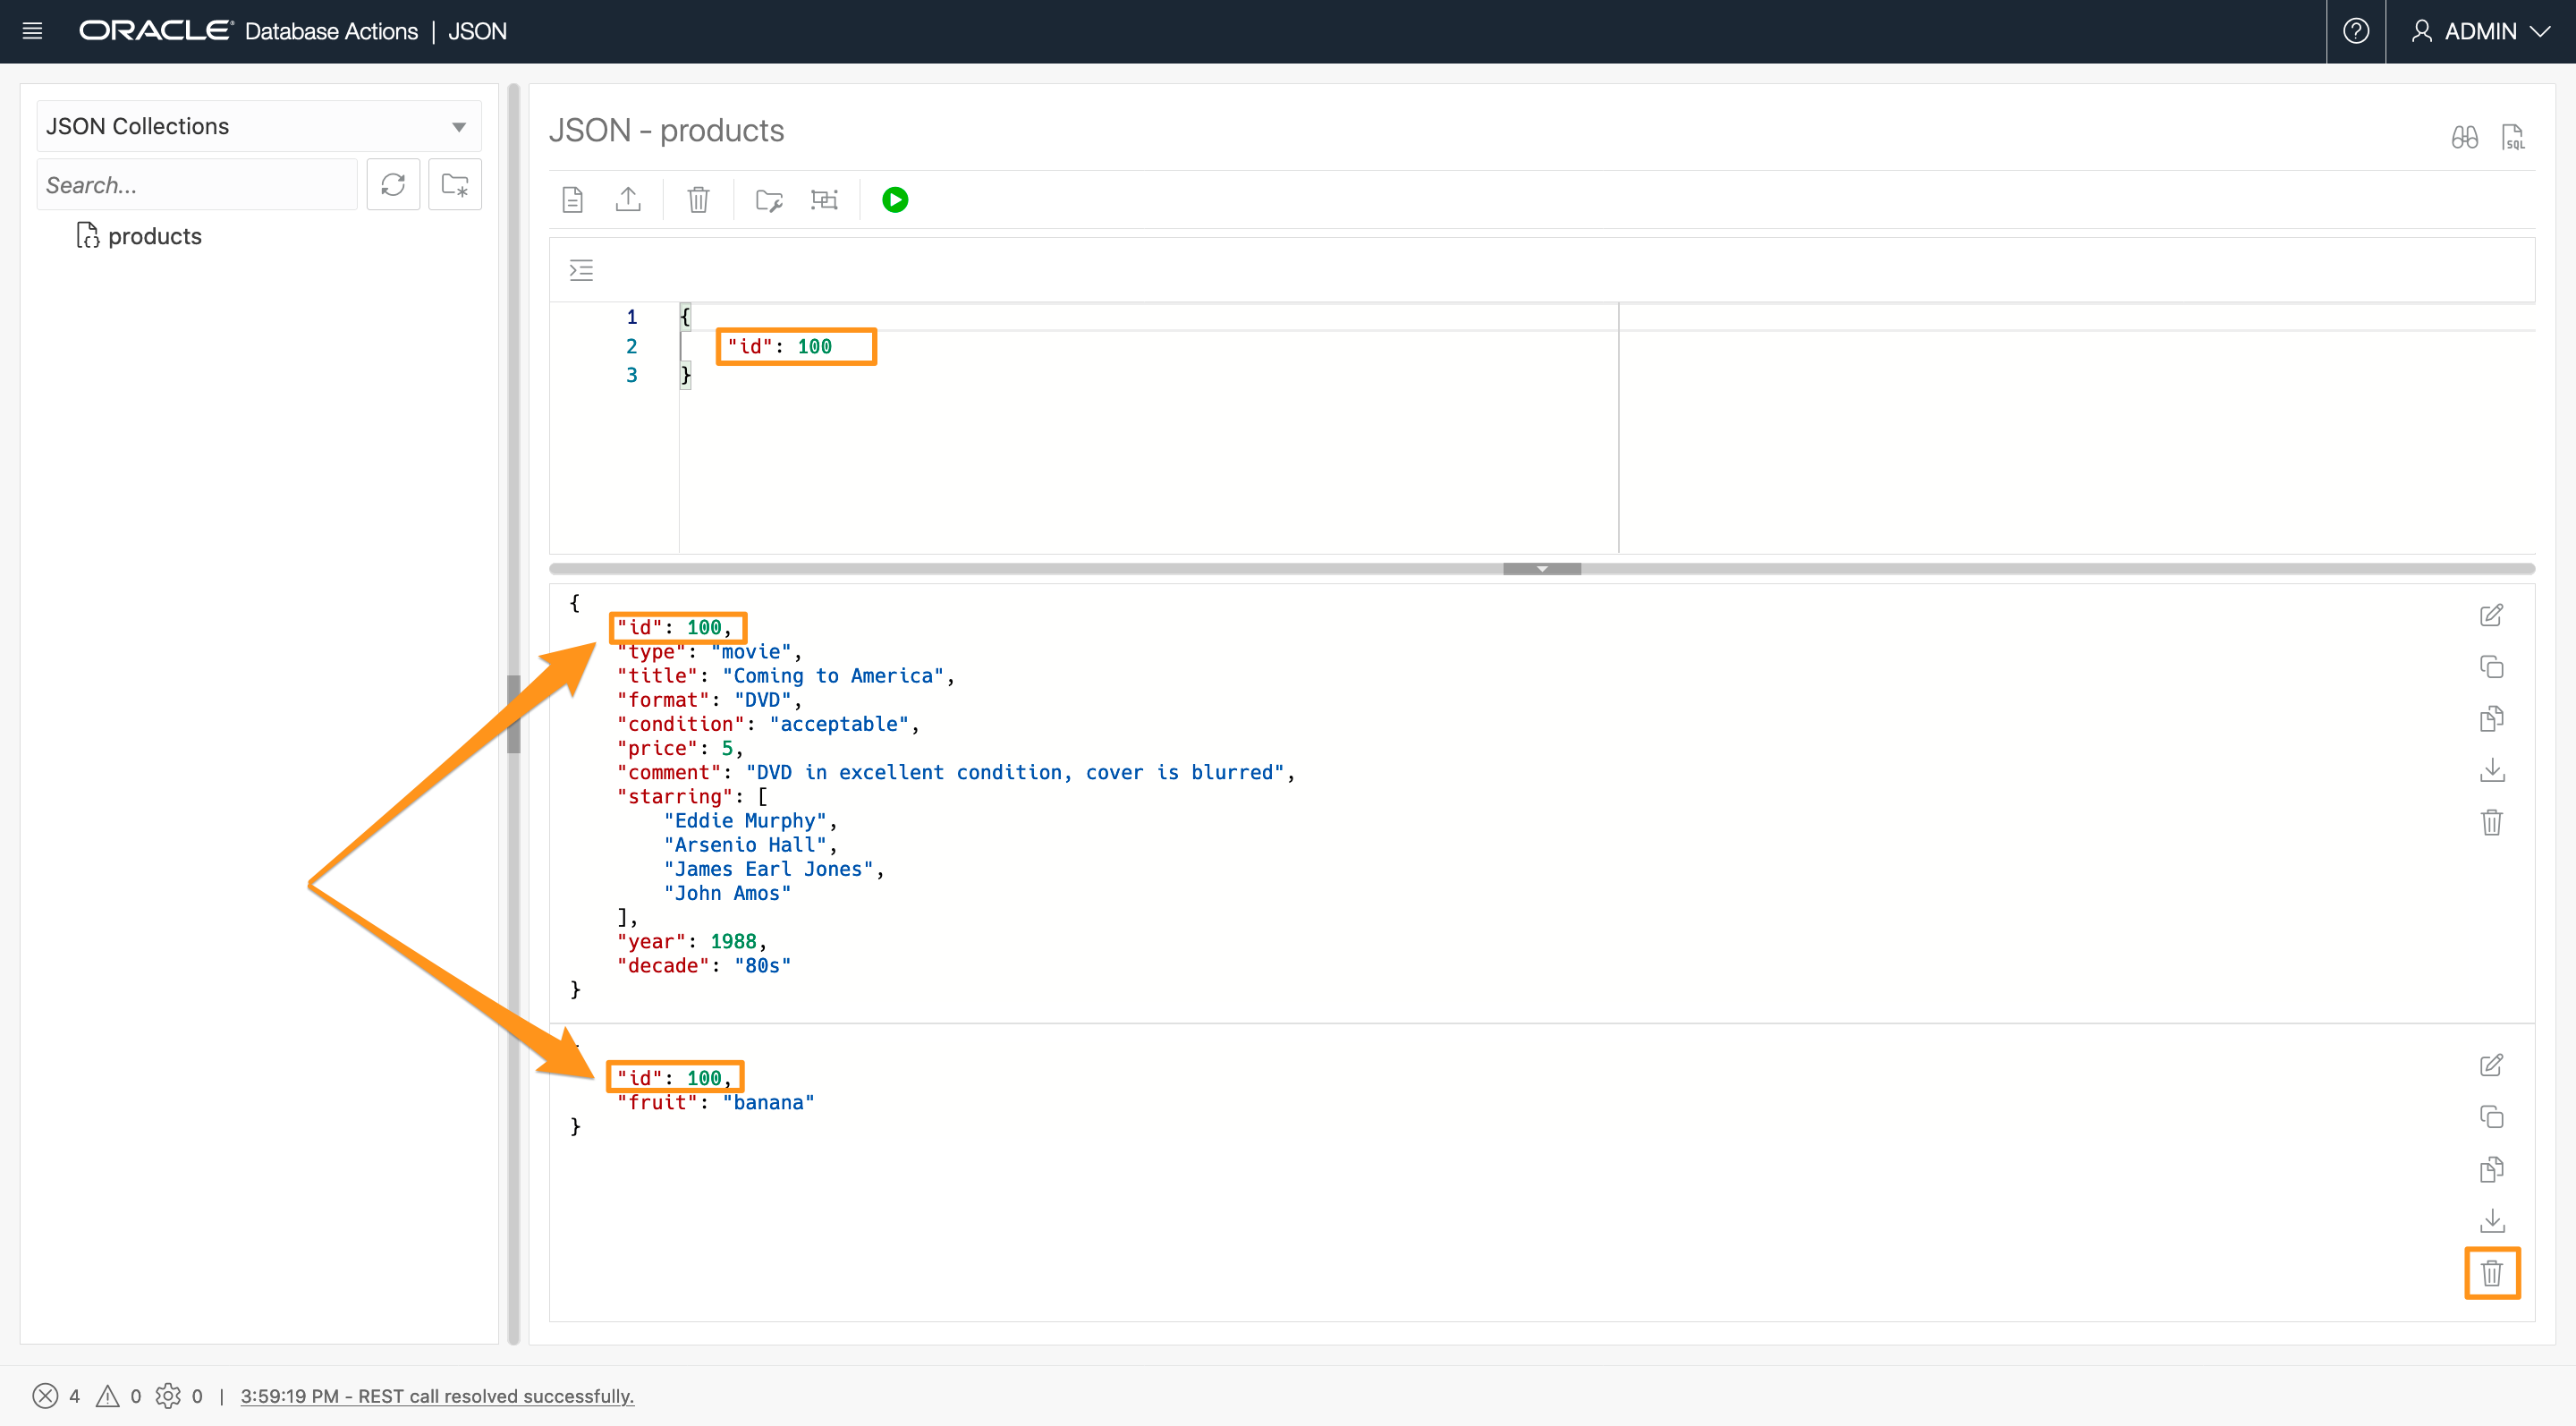 ORACLE Database Actions | JSON
ADMIN
JSON Collections
Search...
products
JSON - products
SQL
1 {
2 "id": 100
3 }
{
"id": 100,
"type": "movie",
"title": "Coming to America",
"format": "DVD",
"condition": "acceptable",
"price": 5,
"comment": "DVD in excellent condition, cover is blurred",
"starring": [
"Eddie Murphy",
"Arsenio Hall",
"James Earl Jones",
"John Amos"
],
"year": 1988,
"decade": "80s"
}
"id": 100,
"fruit": "banana"
}
4 0 0 | 3:59:19 PM - REST call resolved successfully.